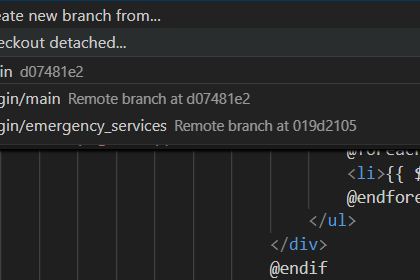 eate new branch from...
eckout detached...
in d07481e2
gin/main Remote branch at d07481e2
gin/emergency_services Remote branch at 019d2105
@foreach
<li>{{ $
@endfore
</ul>
</div>
@endif